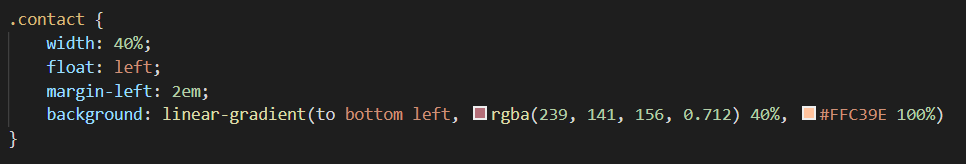 .contact {
    width: 40%;
    float: left;
    margin-left: 2em;
    background: linear-gradient(to bottom left, rgba(239, 141, 156, 0.712) 40%, #FFC39E 100%)
}